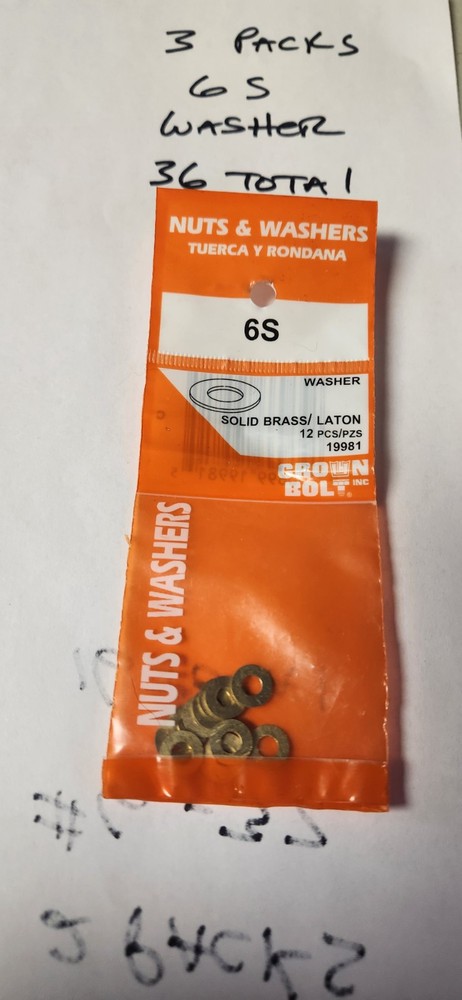 3 PACKS
6 S
WASHER
36 TOTAl
NUTS & WASHERS
TUERCA Y RONDANA
6S
WASHER
SOLID BRASS/ LATON
12 PCS/PZS
19981
CROWN
BOLT INC
NUTS & WASHERS